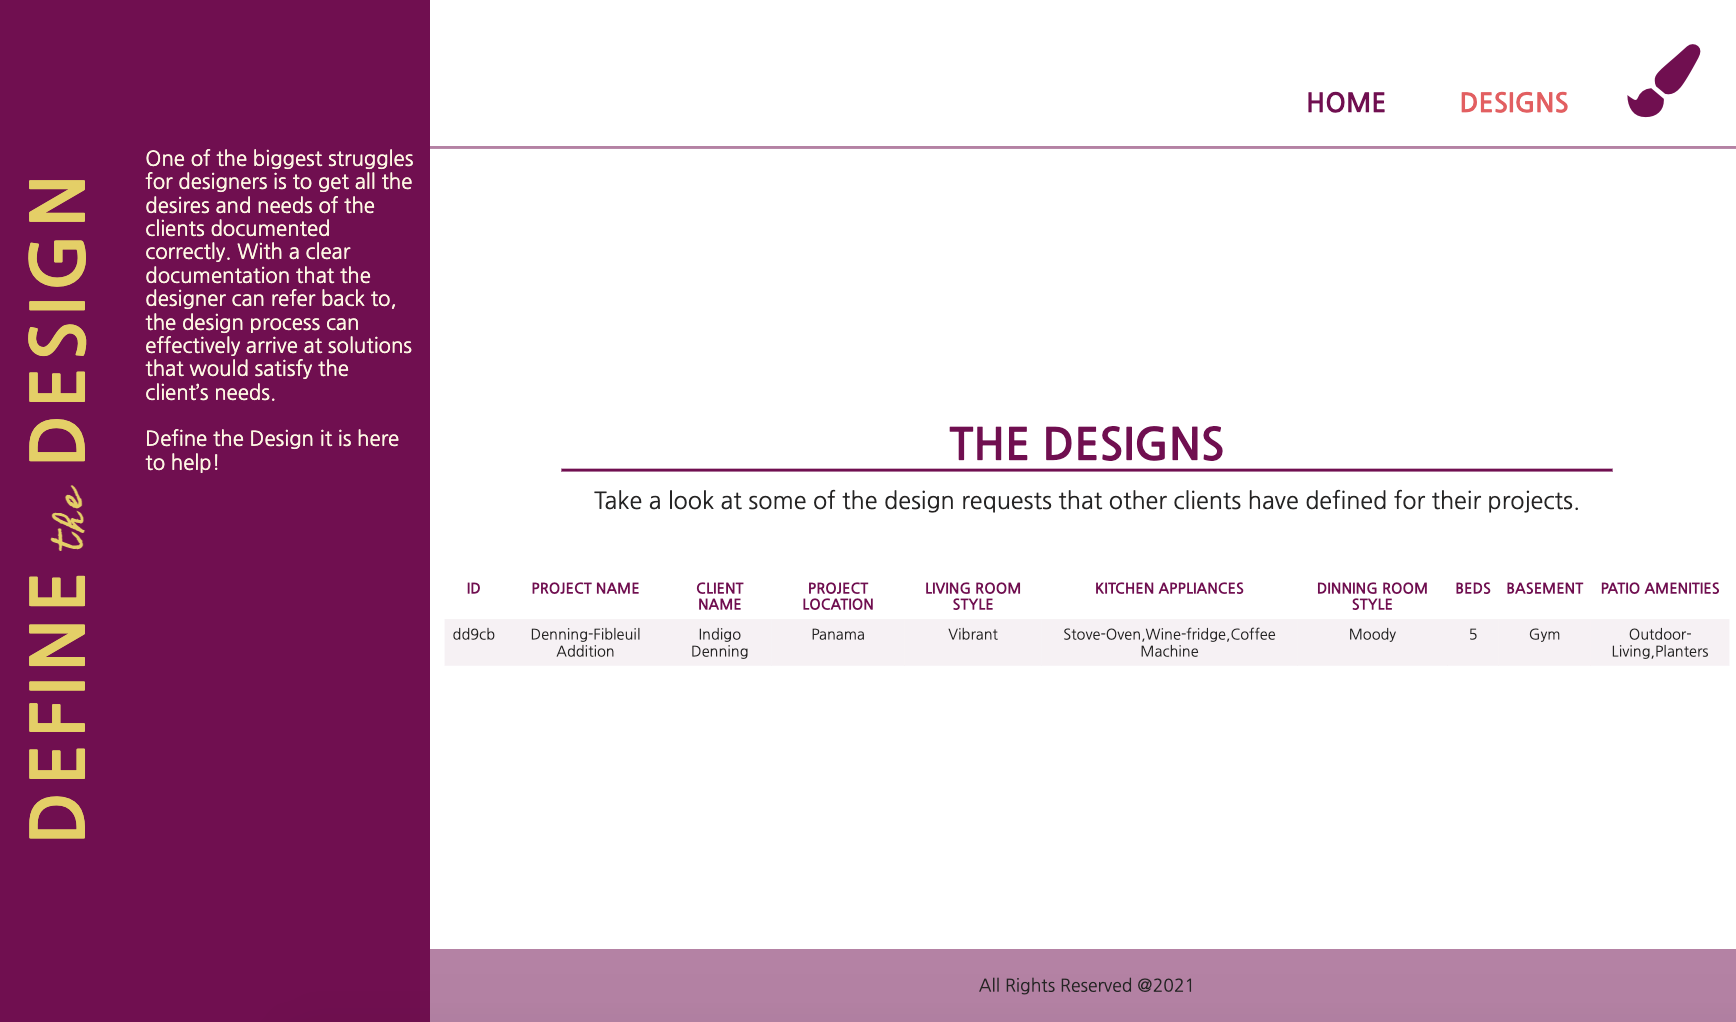 DEFINE the DESIGN
One of the biggest struggles
for designers is to get all the
desires and needs of the
clients documented
correctly. With a clear
documentation that the
designer can refer back to,
the design process can
effectively arrive at solutions
that would satisfy the
client's needs.
Define the Design it is here
to help!
HOME DESIGNS
THE DESIGNS
Take a look at some of the design requests that other clients have defined for their projects.
ID PROJECT NAME CLIENT PROJECT LIVING ROOM KITCHEN APPLIANCES DINNING ROOM BEDS BASEMENT PATIO AMENITIES
NAME LOCATION STYLE STYLE
dd9cb Denning-Fibleuil Indigo Panama Vibrant Stove-Oven,Wine-fridge,Coffee Moody 5 Gym Outdoor-
Addition Denning Machine Living,Planters
All Rights Reserved @2021